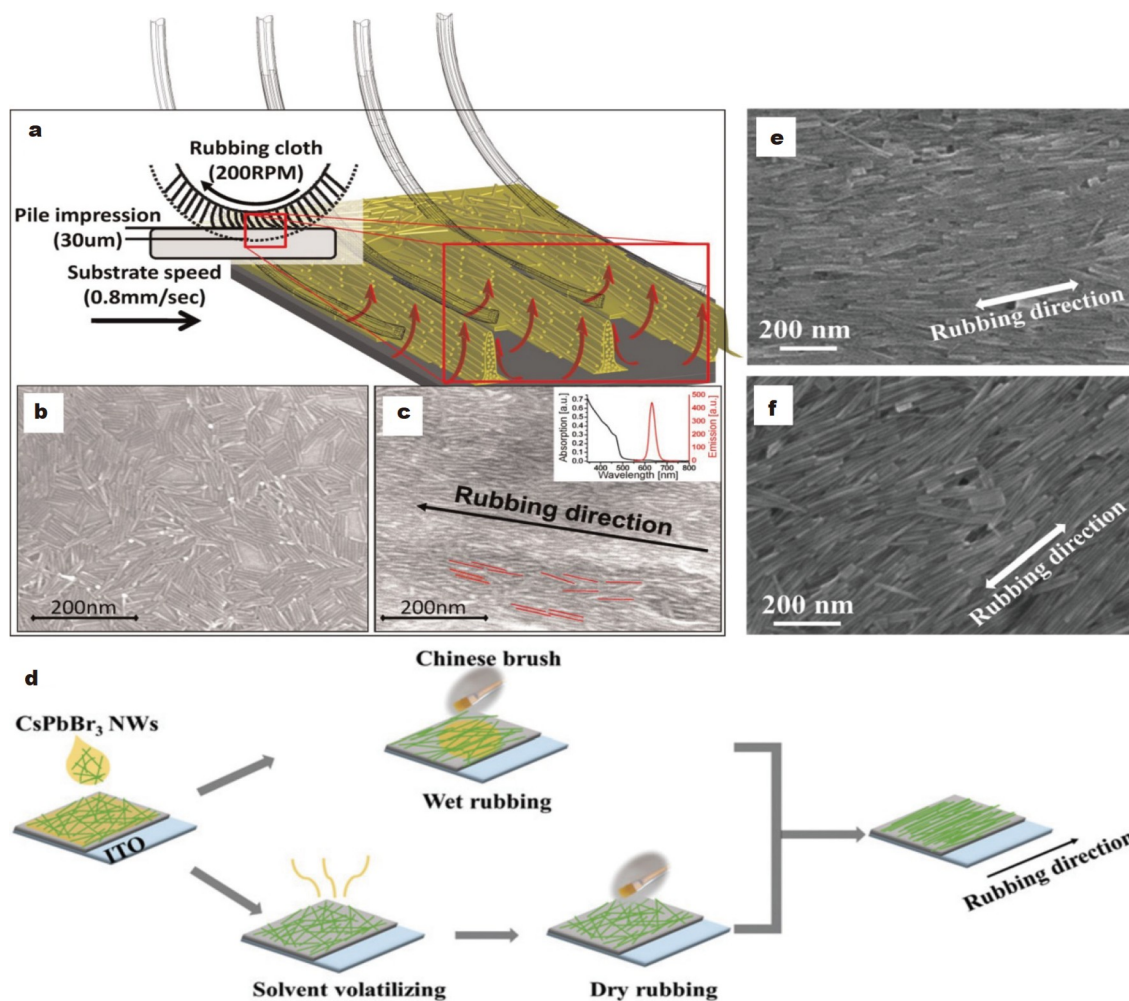 a
Rubbing cloth
(200RPM)
Pile impression
(30um)
Substrate speed
(0.8mm/sec)
b
200nm
c
0.7
0.6
0.5
0.4
0.3
0.2
0.1
0.0
Absorption [a.u.]
500
400
300
200
100
0
Emission [a.u.]
400 500 600 700 800
Wavelength [nm]
Rubbing direction
200nm
e
200 nm
Rubbing direction
f
200 nm
Rubbing direction
d
CsPbBr₃ NWs
ITO
Chinese brush
Wet rubbing
Solvent volatilizing
Dry rubbing
Rubbing direction